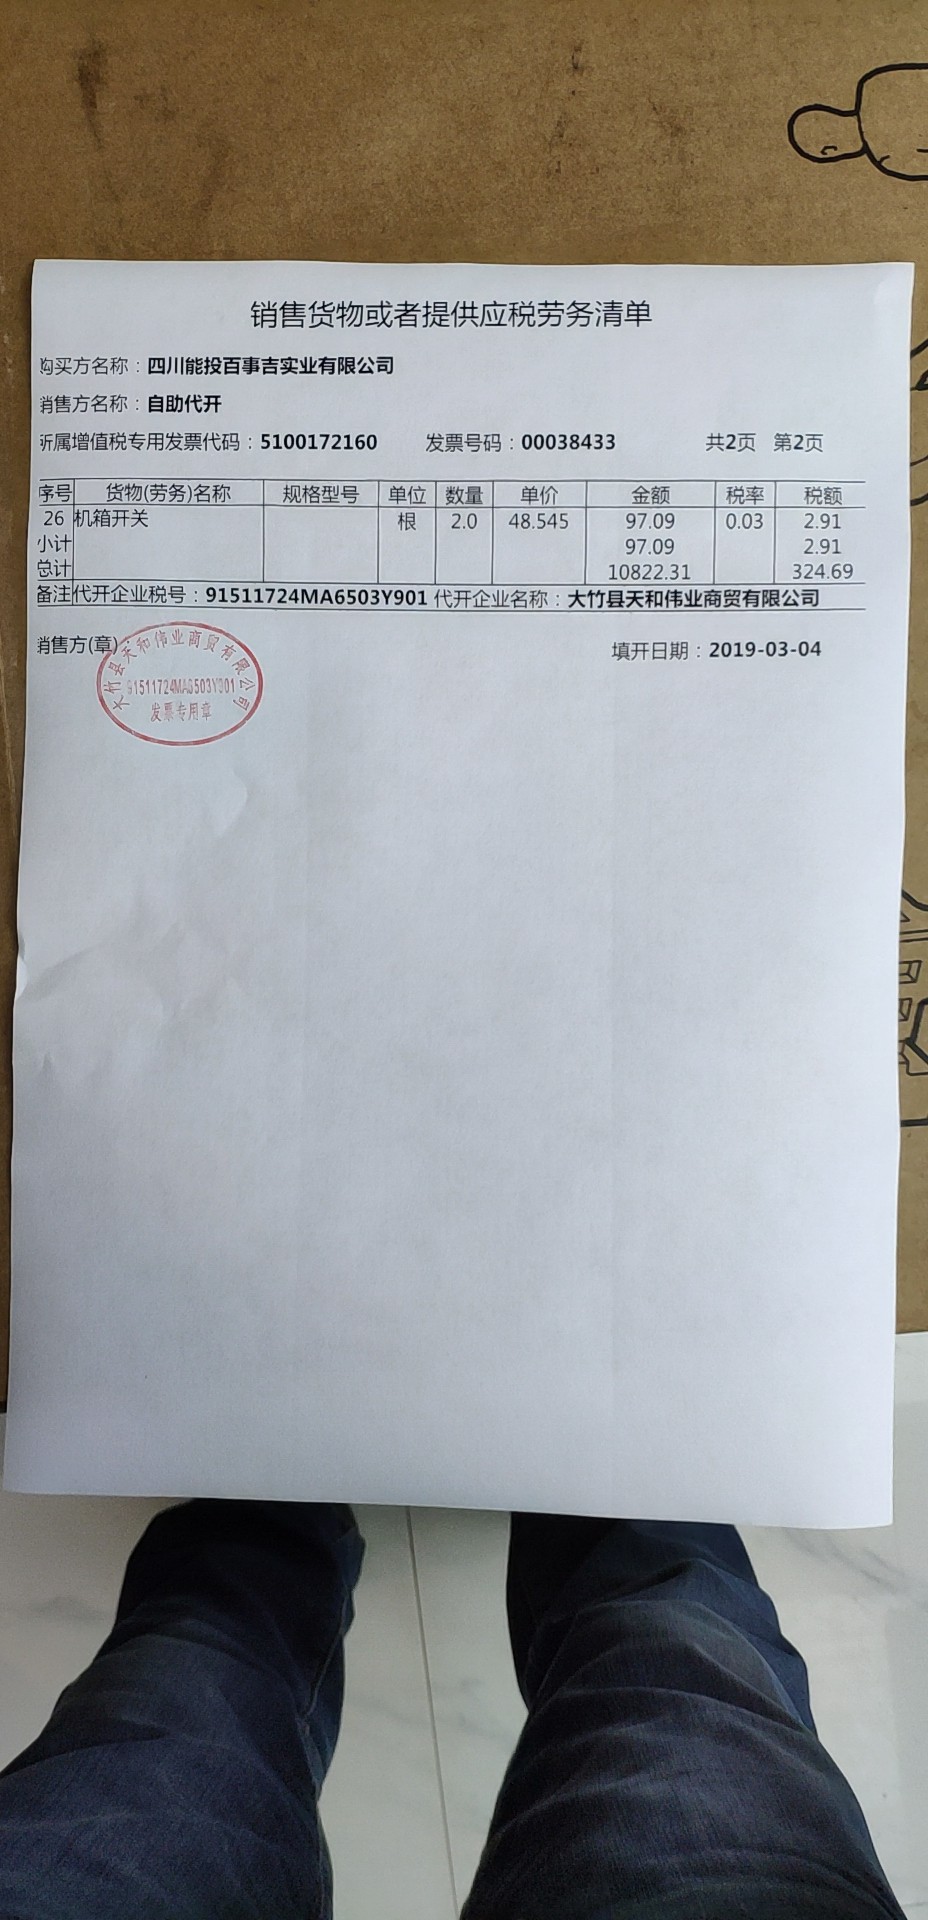 销售货物或者提供应税劳务清单
购买方名称：四川能投百事吉实业有限公司
销售方名称：自助代开
所属增值税专用发票代码：5100172160 发票号码：00038433 共2页 第2页
序号 货物(劳务)名称 规格型号 单位 数量 单价 金额 税率 税额
26 机箱开关 根 2.0 48.545 97.09 0.03 2.91
小计 97.09 2.91
总计 10822.31 324.69
备注 代开企业税号：91511724MA6503Y901 代开企业名称：大竹县天和伟业商贸有限公司
销售方(章) 填开日期：2019-03-04
大竹县天和伟业商贸有限公司
91511724MA6503Y901
发票专用章